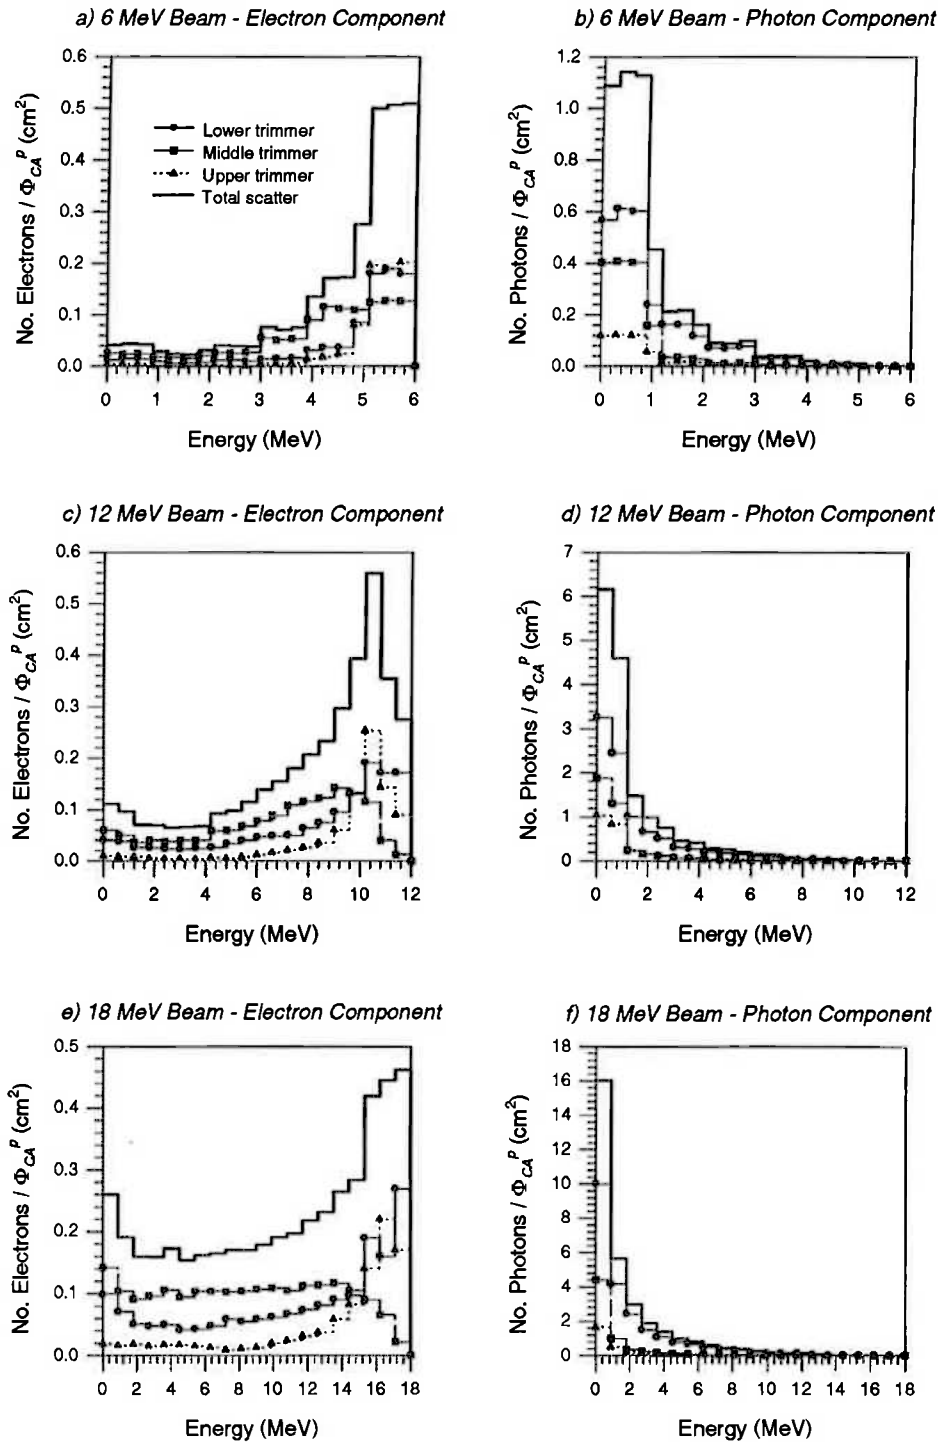 a) 6 MeV Beam - Electron Component
No. Electrons / Φ_CA^p (cm²)
0.6
0.5
0.4
0.3
0.2
0.1
0.0
Lower trimmer
Middle trimmer
Upper trimmer
Total scatter
0 1 2 3 4 5 6
Energy (MeV)
b) 6 MeV Beam - Photon Component
No. Photons / Φ_CA^p (cm²)
1.2
1.0
0.8
0.6
0.4
0.2
0.0
0 1 2 3 4 5 6
Energy (MeV)
c) 12 MeV Beam - Electron Component
No. Electrons / Φ_CA^p (cm²)
0.6
0.5
0.4
0.3
0.2
0.1
0.0
0 2 4 6 8 10 12
Energy (MeV)
d) 12 MeV Beam - Photon Component
No. Photons / Φ_CA^p (cm²)
7
6
5
4
3
2
1
0
0 2 4 6 8 10 12
Energy (MeV)
e) 18 MeV Beam - Electron Component
No. Electrons / Φ_CA^p (cm²)
0.5
0.4
0.3
0.2
0.1
0.0
0 2 4 6 8 10 12 14 16 18
Energy (MeV)
f) 18 MeV Beam - Photon Component
No. Photons / Φ_CA^p (cm²)
18
16
14
12
10
8
6
4
2
0
0 2 4 6 8 10 12 14 16 18
Energy (MeV)